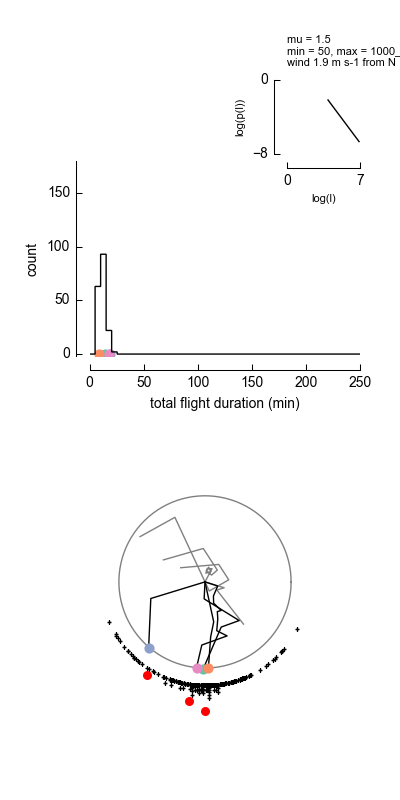 mu = 1.5
min = 50, max = 1000_
wind 1.9 m s-1 from N
0
log(p(l))
−8
0
7
log(l)
150
100
50
0
count
0
50
100
150
200
250
total flight duration (min)